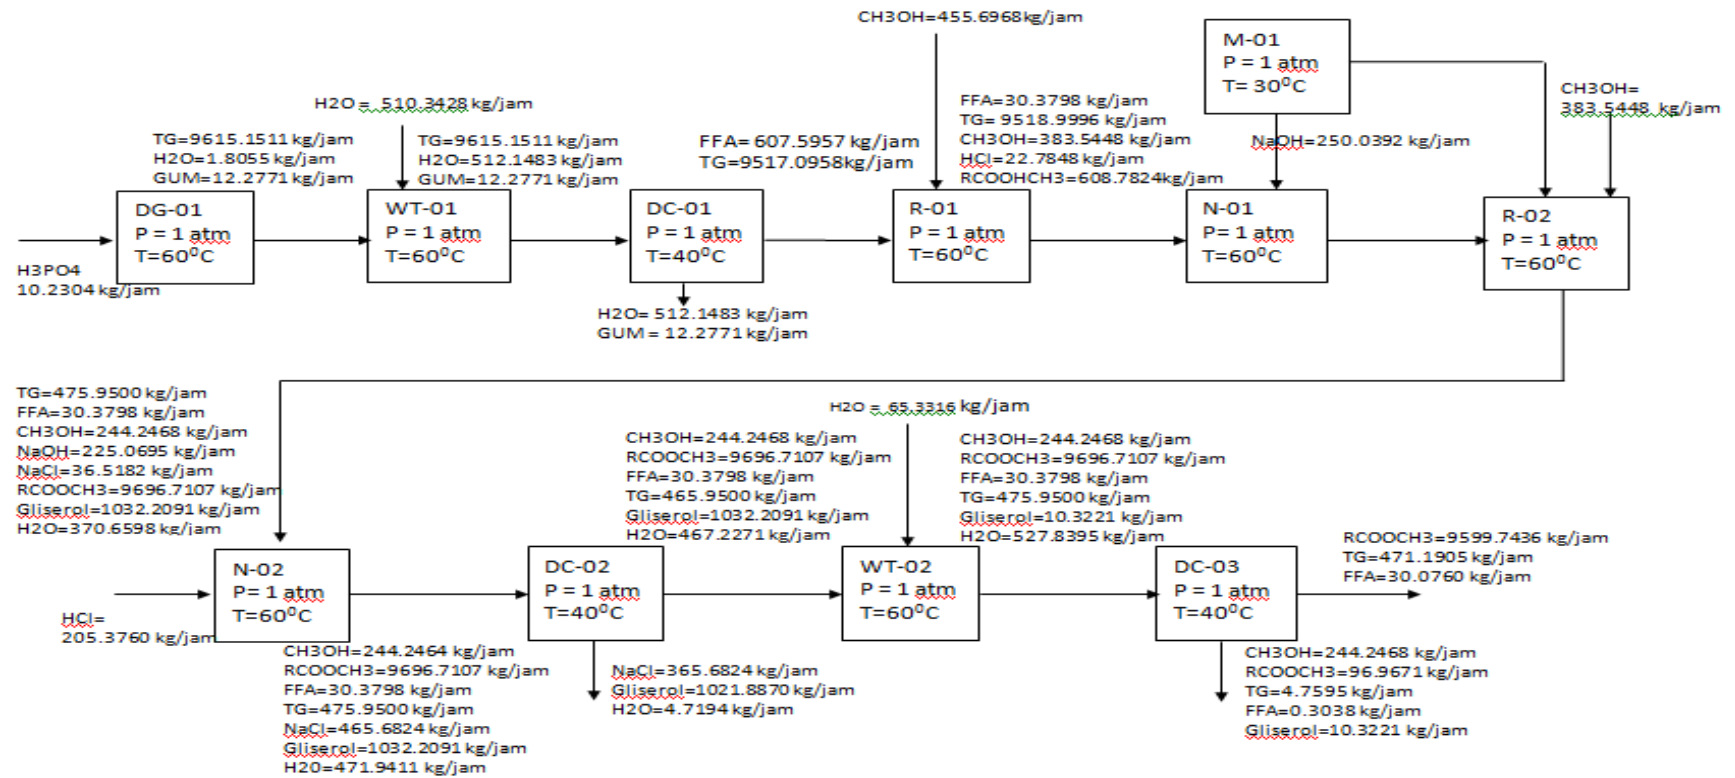 CH3OH=455.6968kg/jam
M-01
P = 1 atm
T= 30⁰C
CH3OH=
383.5448 kg/jam
H2O = 510.3428 kg/jam
TG=9615.1511 kg/jam
H2O=1.8055 kg/jam
GUM=12.2771 kg/jam
TG=9615.1511 kg/jam
H2O=512.1483 kg/jam
GUM=12.2771 kg/jam
FFA= 607.5957 kg/jam
TG=9517.0958kg/jam
FFA=30.3798 kg/jam
TG= 9518.9996 kg/jam
CH3OH=383.5448 kg/jam
HCl=22.7848 kg/jam
RCOOHCH3=608.7824kg/jam
NaOH=250.0392 kg/jam
DG-01
P = 1 atm
T=60⁰C
WT-01
P = 1 atm
T=60⁰C
DC-01
P = 1 atm
T=40⁰C
R-01
P = 1 atm
T=60⁰C
N-01
P = 1 atm
T=60⁰C
R-02
P = 1 atm
T=60⁰C
H3PO4
10.2304 kg/jam
H2O= 512.1483 kg/jam
GUM = 12.2771 kg/jam
TG=475.9500 kg/jam
FFA=30.3798 kg/jam
CH3OH=244.2468 kg/jam
NaOH=225.0695 kg/jam
NaCl=36.5182 kg/jam
RCOOCH3=9696.7107 kg/jam
Gliserol=1032.2091 kg/jam
H2O=370.6598 kg/jam
H2O = 65.3316 kg/jam
CH3OH=244.2468 kg/jam
RCOOCH3=9696.7107 kg/jam
FFA=30.3798 kg/jam
TG=465.9500 kg/jam
Gliserol=1032.2091 kg/jam
H2O=467.2271 kg/jam
CH3OH=244.2468 kg/jam
RCOOCH3=9696.7107 kg/jam
FFA=30.3798 kg/jam
TG=475.9500 kg/jam
Gliserol=10.3221 kg/jam
H2O=527.8395 kg/jam
RCOOCH3=9599.7436 kg/jam
TG=471.1905 kg/jam
FFA=30.0760 kg/jam
N-02
P= 1 atm
T=60⁰C
DC-02
P = 1 atm
T=40⁰C
WT-02
P = 1 atm
T=60⁰C
DC-03
P = 1 atm
T=40⁰C
HCl=
205.3760 kg/jam
CH3OH=244.2464 kg/jam
RCOOCH3=9696.7107 kg/jam
FFA=30.3798 kg/jam
TG=475.9500 kg/jam
NaCl=465.6824 kg/jam
Gliserol=1032.2091 kg/jam
H20=471.9411 kg/jam
NaCl=365.6824 kg/jam
Gliserol=1021.8870 kg/jam
H2O=4.7194 kg/jam
CH3OH=244.2468 kg/jam
RCOOCH3=96.9671 kg/jam
TG=4.7595 kg/jam
FFA=0.3038 kg/jam
Gliserol=10.3221 kg/jam